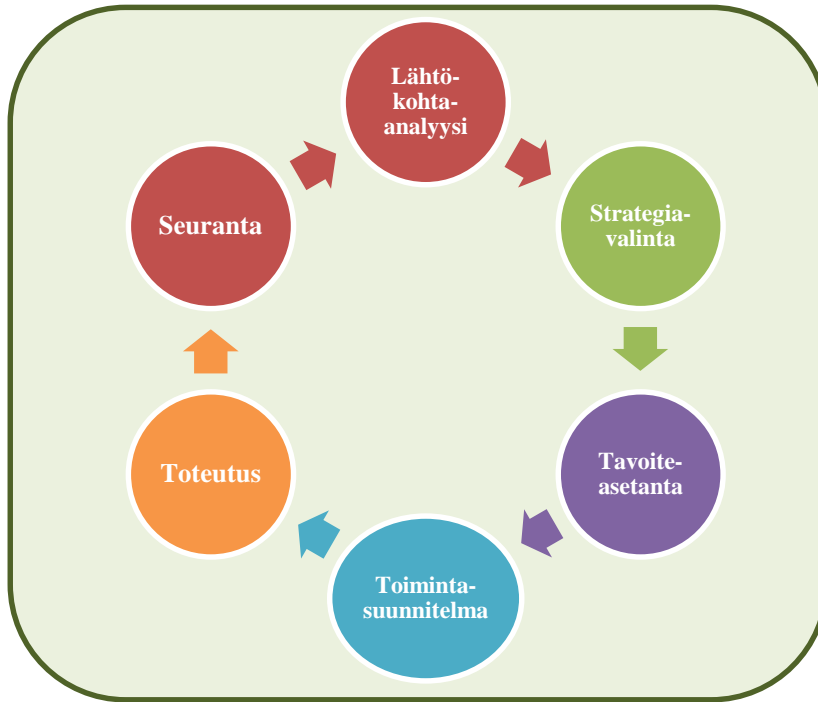 Lähtö-
kohta-
analyysi
Strategia-
valinta
Tavoite-
asetanta
Toiminta-
suunnitelma
Toteutus
Seuranta